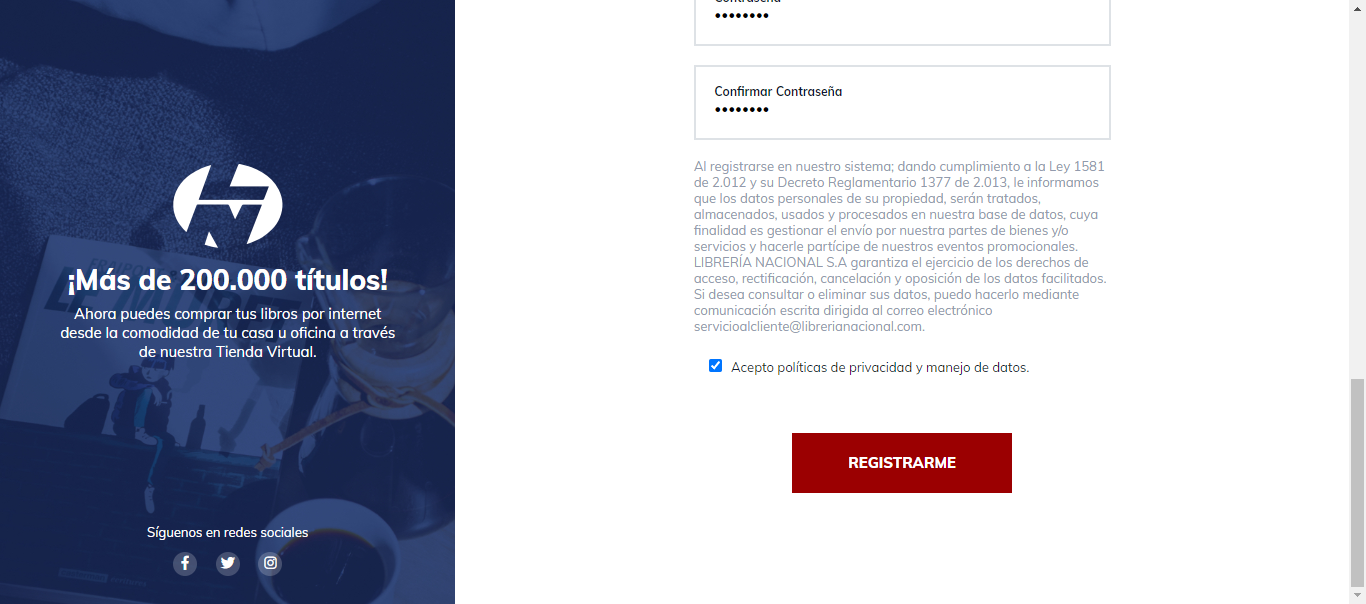 ¡Más de 200.000 títulos!
Ahora puedes comprar tus libros por internet
desde la comodidad de tu casa u oficina a través
de nuestra Tienda Virtual.
Síguenos en redes sociales
Contraseña
••••••••
Confirmar Contraseña
••••••••
Al registrarse en nuestro sistema; dando cumplimiento a la Ley 1581
de 2.012 y su Decreto Reglamentario 1377 de 2.013, le informamos
que los datos personales de su propiedad, serán tratados,
almacenados, usados y procesados en nuestra base de datos, cuya
finalidad es gestionar el envío por nuestra partes de bienes y/o
servicios y hacerle partícipe de nuestros eventos promocionales.
LIBRERÍA NACIONAL S.A garantiza el ejercicio de los derechos de
acceso, rectificación, cancelación y oposición de los datos facilitados.
Si desea consultar o eliminar sus datos, puedo hacerlo mediante
comunicación escrita dirigida al correo electrónico
servicioalcliente@librerianacional.com.
Acepto políticas de privacidad y manejo de datos.
REGISTRARME